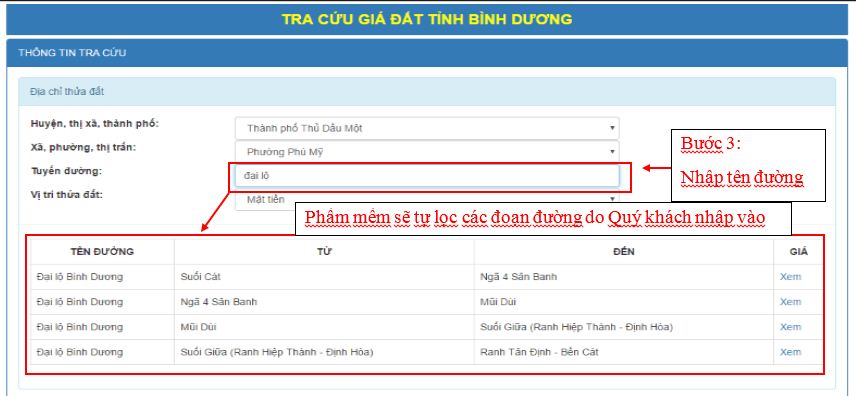 TRA CỨU GIÁ ĐẤT TỈNH BÌNH DƯƠNG
THÔNG TIN TRA CỨU
Địa chỉ thửa đất
Huyện, thị xã, thành phố:
Thành phố Thủ Dầu Một
Xã, phường, thị trấn:
Phường Phú Mỹ
Tuyến đường:
đại lộ
Vị trí thửa đất:
Mặt tiền
Bước 3:
Nhập tên đường
Phầm mềm sẽ tự lọc các đoạn đường do Quý khách nhập vào
TÊN ĐƯỜNG TỪ ĐẾN GIÁ
Đại lộ Bình Dương Suối Cát Ngã 4 Sân Banh Xem
Đại lộ Bình Dương Ngã 4 Sân Banh Mũi Dùi Xem
Đại lộ Bình Dương Mũi Dùi Suối Giữa (Ranh Hiệp Thành - Định Hòa) Xem
Đại lộ Bình Dương Suối Giữa (Ranh Hiệp Thành - Định Hòa) Ranh Tân Định - Bến Cát Xem